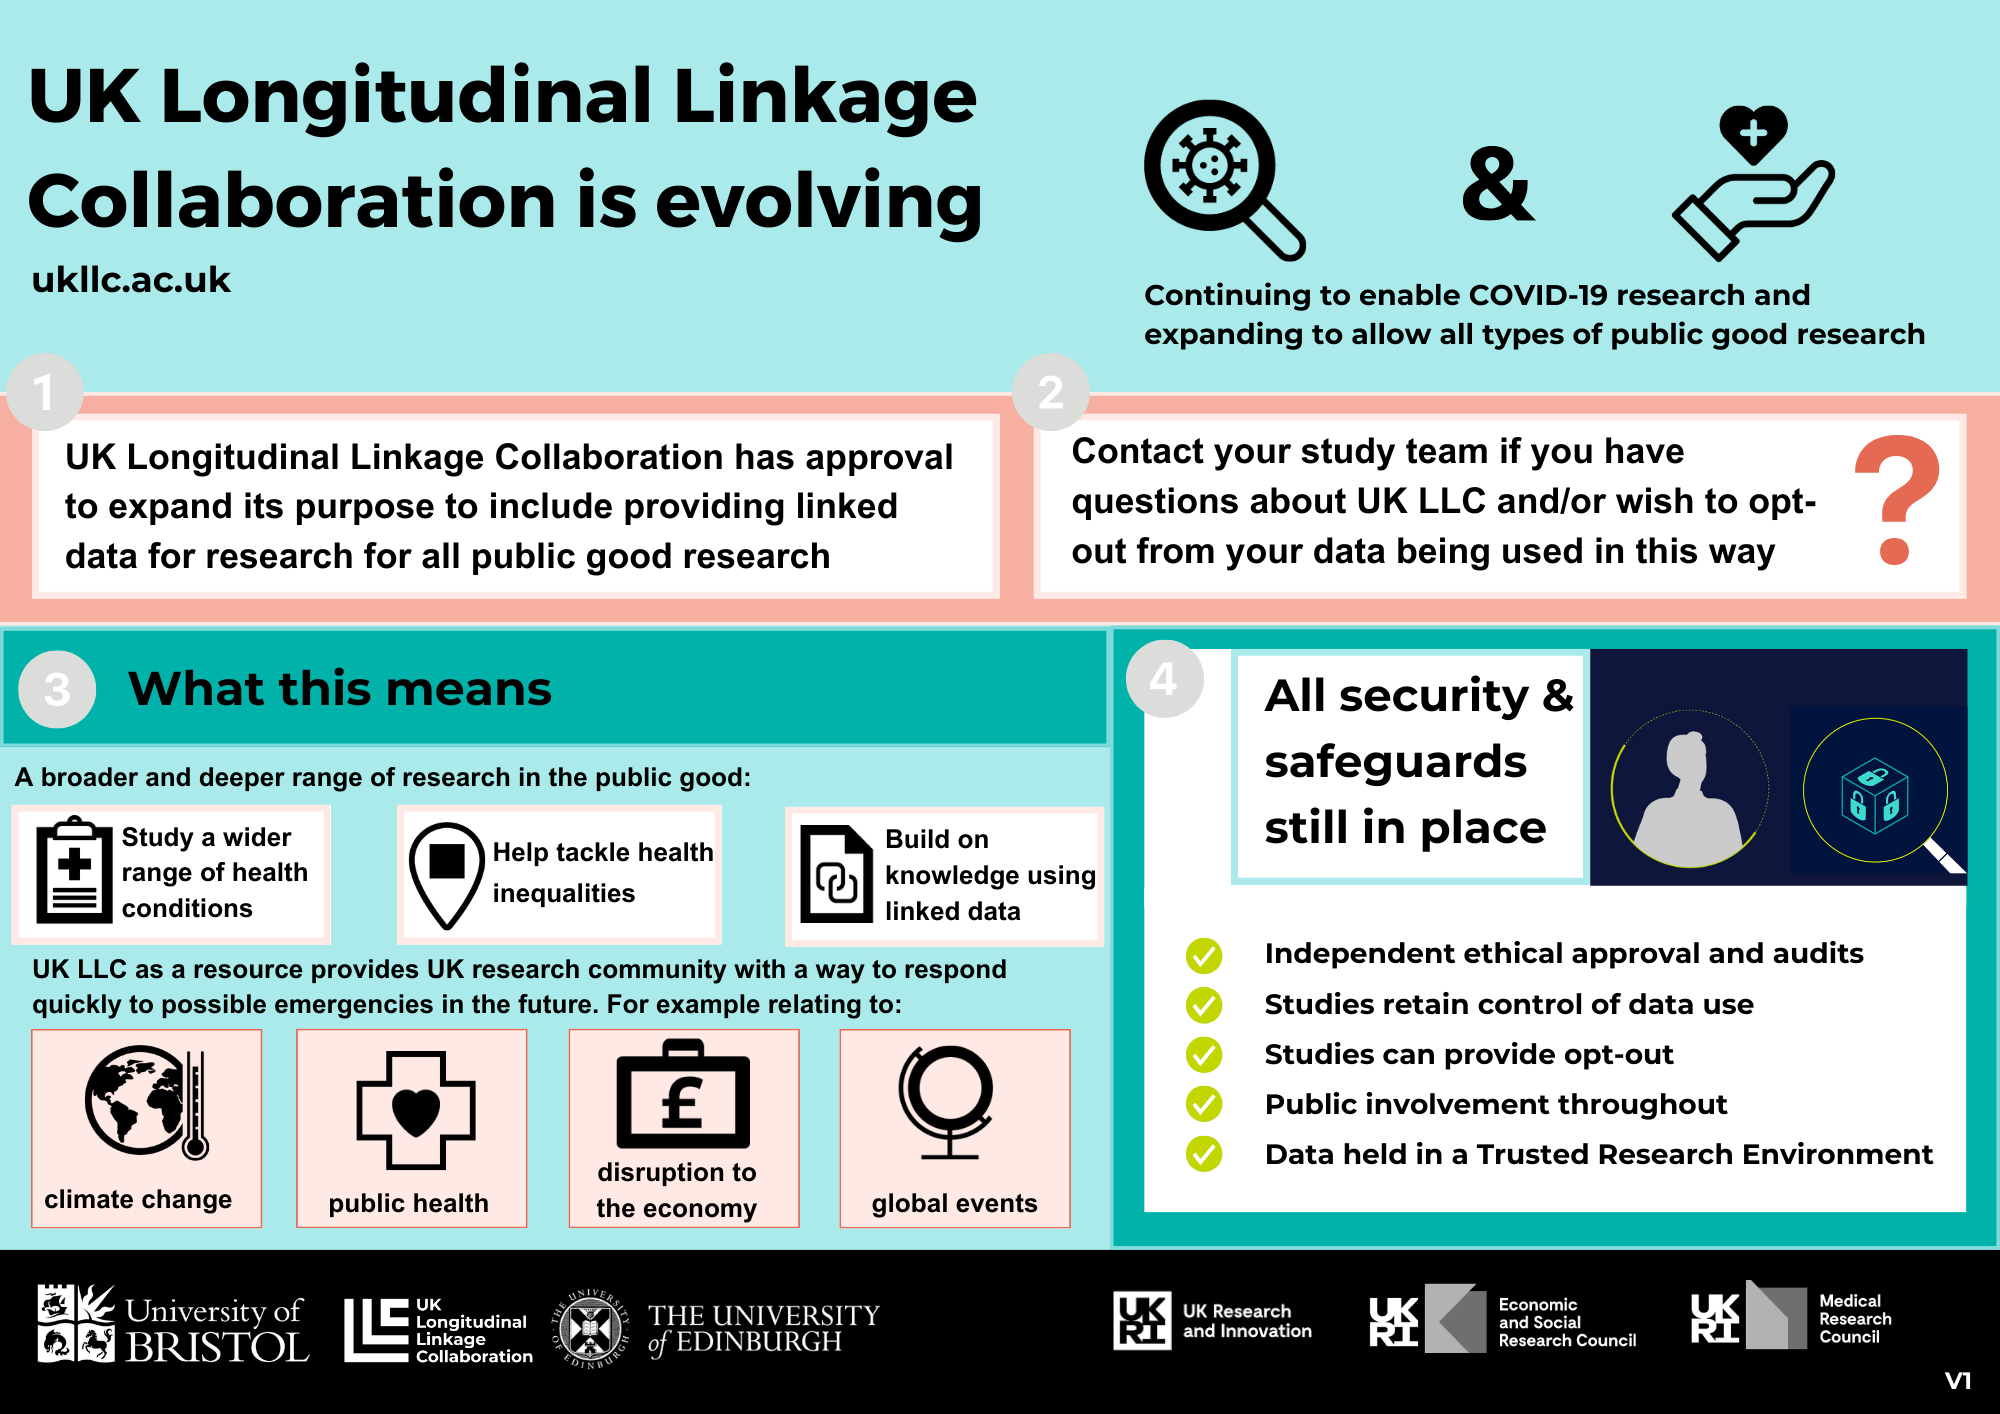 UK Longitudinal Linkage
Collaboration is evolving
ukllc.ac.uk
&
Continuing to enable COVID-19 research and
expanding to allow all types of public good research
1
UK Longitudinal Linkage Collaboration has approval
to expand its purpose to include providing linked
data for research for all public good research
2
Contact your study team if you have
questions about UK LLC and/or wish to opt-
out from your data being used in this way
?
3
What this means
A broader and deeper range of research in the public good:
Study a wider
range of health
conditions
Help tackle health
inequalities
Build on
knowledge using
linked data
UK LLC as a resource provides UK research community with a way to respond
quickly to possible emergencies in the future. For example relating to:
climate change
public health
£
disruption to
the economy
global events
4
All security &
safeguards
still in place
Independent ethical approval and audits
Studies retain control of data use
Studies can provide opt-out
Public involvement throughout
Data held in a Trusted Research Environment
University of
BRISTOL
UK
Longitudinal
Linkage
Collaboration
THE UNIVERSITY OF EDINBURGH
THE UNIVERSITY
of EDINBURGH
UK
RI
UK Research
and Innovation
UK
RI
Economic
and Social
Research Council
UK
RI
Medical
Research
Council
V1